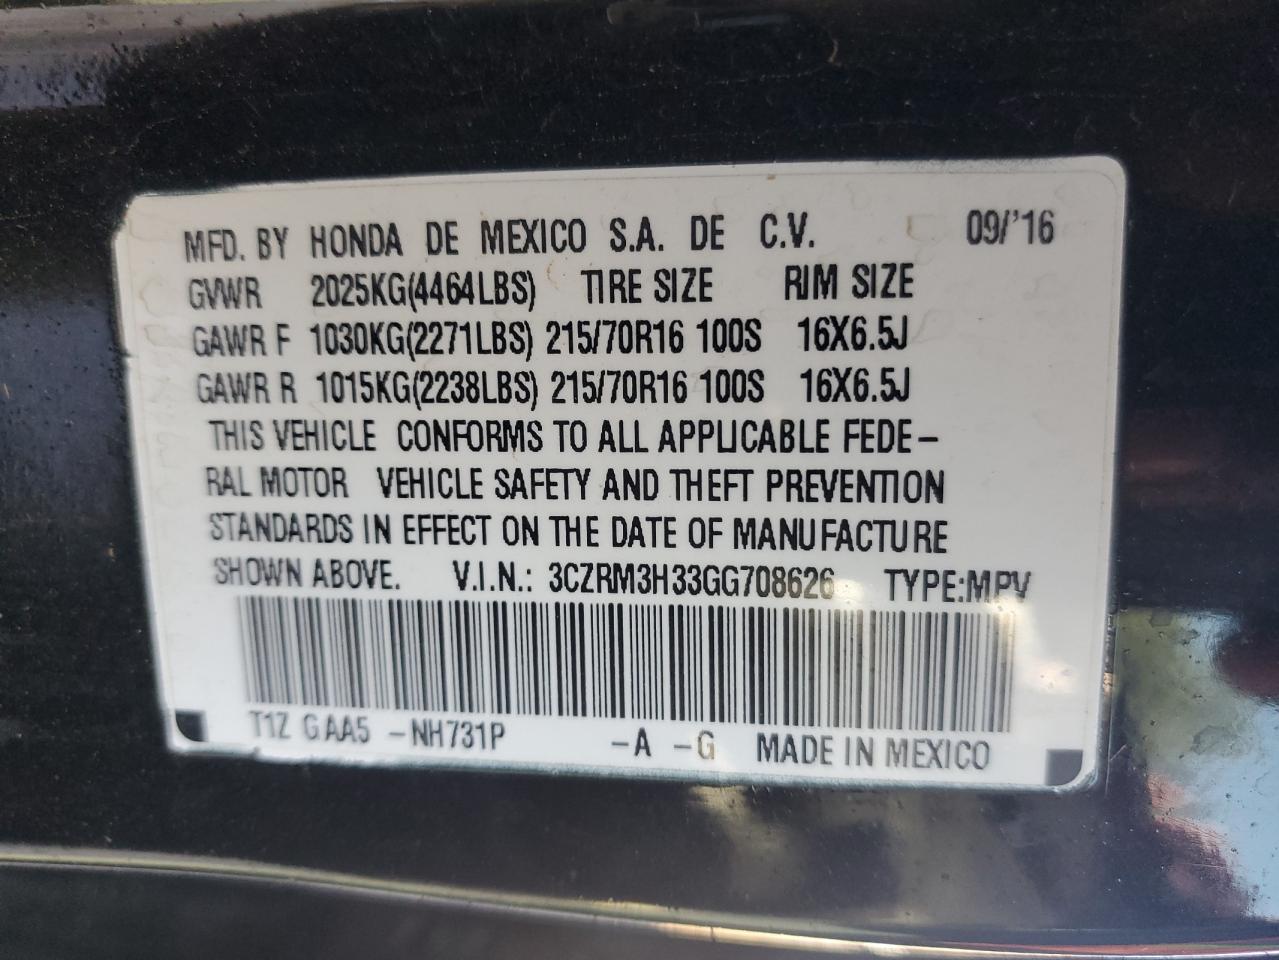 MFD. BY HONDA DE MEXICO S.A. DE C.V. 09/'16
GVWR 2025KG(4464LBS) TIRE SIZE RIM SIZE
GAWR F 1030KG(2271LBS) 215/70R16 100S 16X6.5J
GAWR R 1015KG(2238LBS) 215/70R16 100S 16X6.5J
THIS VEHICLE CONFORMS TO ALL APPLICABLE FEDE-
RAL MOTOR VEHICLE SAFETY AND THEFT PREVENTION
STANDARDS IN EFFECT ON THE DATE OF MANUFACTURE
SHOWN ABOVE. V.I.N.: 3CZRM3H33GG708626 TYPE:MPV
T1Z GAA5 -NH731P -A -G MADE IN MEXICO